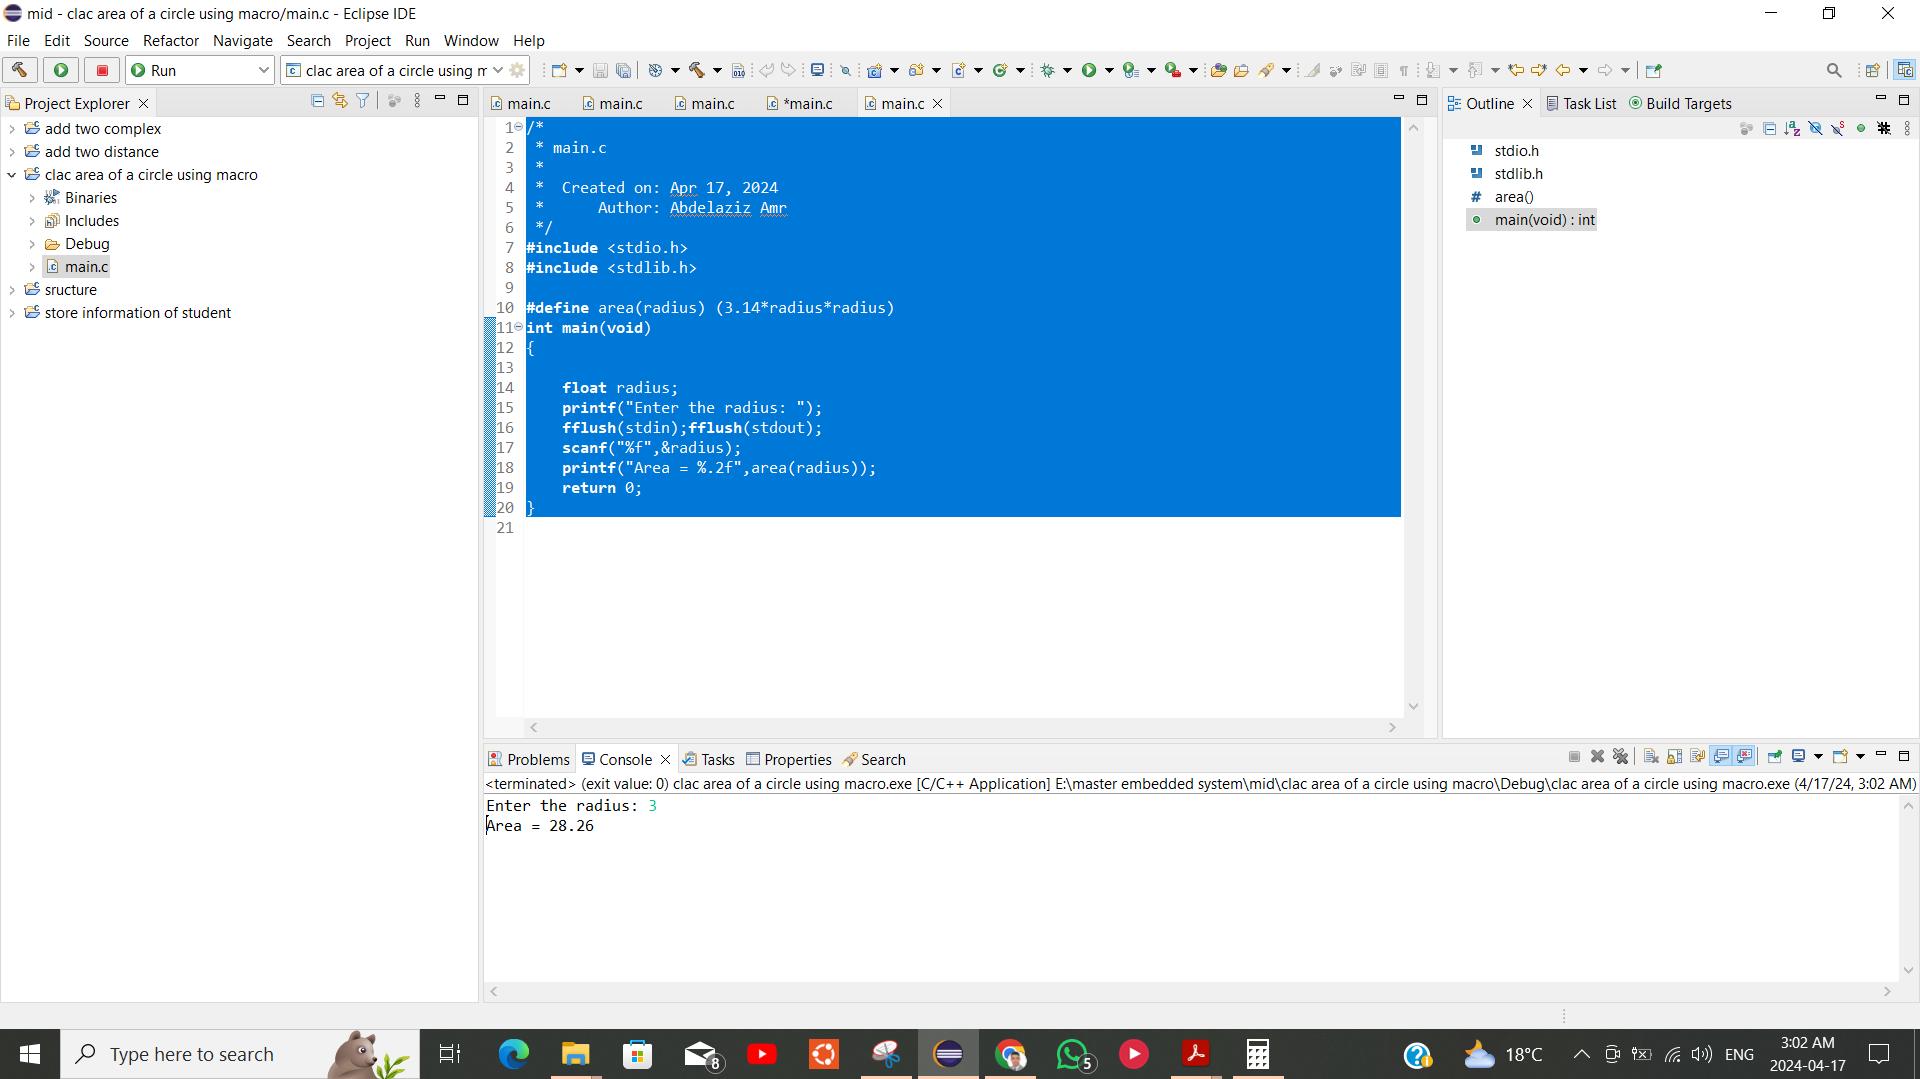 mid - clac area of a circle using macro/main.c - Eclipse IDE
File Edit Source Refactor Navigate Search Project Run Window Help
Run
clac area of a circle using m
Project Explorer
add two complex
add two distance
clac area of a circle using macro
Binaries
Includes
Debug
main.c
sructure
store information of student
main.c main.c main.c *main.c main.c
1 /*
2  * main.c
3  *
4  *  Created on: Apr 17, 2024
5  *      Author: Abdelaziz Amr
6  */
7 #include <stdio.h>
8 #include <stdlib.h>
9
10 #define area(radius) (3.14*radius*radius)
11 int main(void)
12 {
13
14     float radius;
15     printf("Enter the radius: ");
16     fflush(stdin);fflush(stdout);
17     scanf("%f",&radius);
18     printf("Area = %.2f",area(radius));
19     return 0;
20 }
21
Outline Task List Build Targets
stdio.h
stdlib.h
# area()
main(void) : int
Problems Console Tasks Properties Search
<terminated> (exit value: 0) clac area of a circle using macro.exe [C/C++ Application] E:\master embedded system\mid\clac area of a circle using macro\Debug\clac area of a circle using macro.exe (4/17/24, 3:02 AM)
Enter the radius: 3
Area = 28.26
Type here to search
8
5
18°C
ENG
3:02 AM
2024-04-17